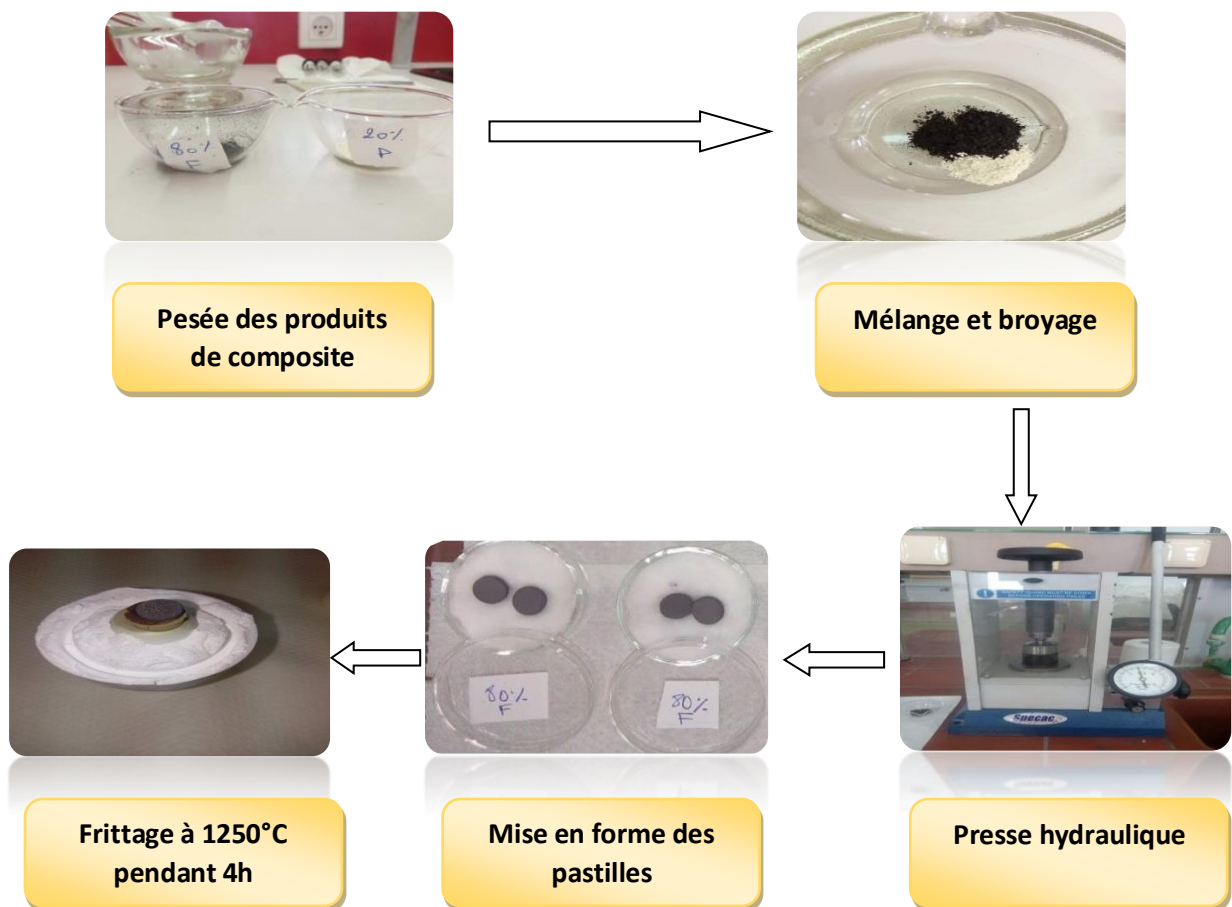 80%
F
20%
P
Pesée des produits
de composite
Mélange et broyage
Specac
Presse hydraulique
80%
F
80%
F
Mise en forme des
pastilles
Frittage à 1250°C
pendant 4h